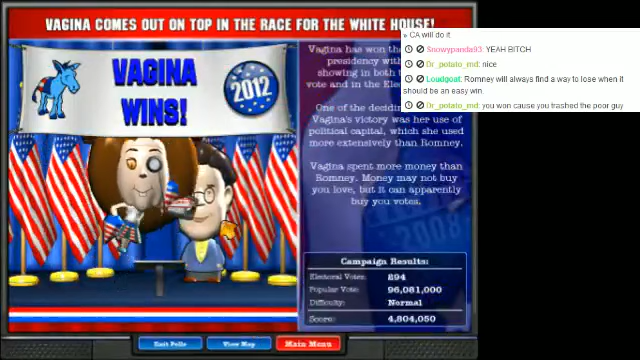 VAGINA COMES OUT ON TOP IN THE RACE FOR THE WHITE HOUSE!
» CA will do it
Snowypanda93: YEAH BITCH
Dr_potato_md: nice
Loudgoat: Romney will always find a way to lose when it
should be an easy win.
Dr_potato_md: you won cause you trashed the poor guy
VAGINA
WINS!
2012
Vagina has won the
presidency with
showing in both
vote and in the Elec
One of the deciding
Vagina's victory was her use of
political capital, which she used
more extensively than Romney.
Vagina spent more money than
Romney. Money may not buy
you love, but it can apparently
buy you votes.
2008
Campaign Results:
Electoral Votes: 294
Popular Vote: 96,081,000
Difficulty: Normal
Score: 4,804,050
Exit Polls
View Map
Main Menu